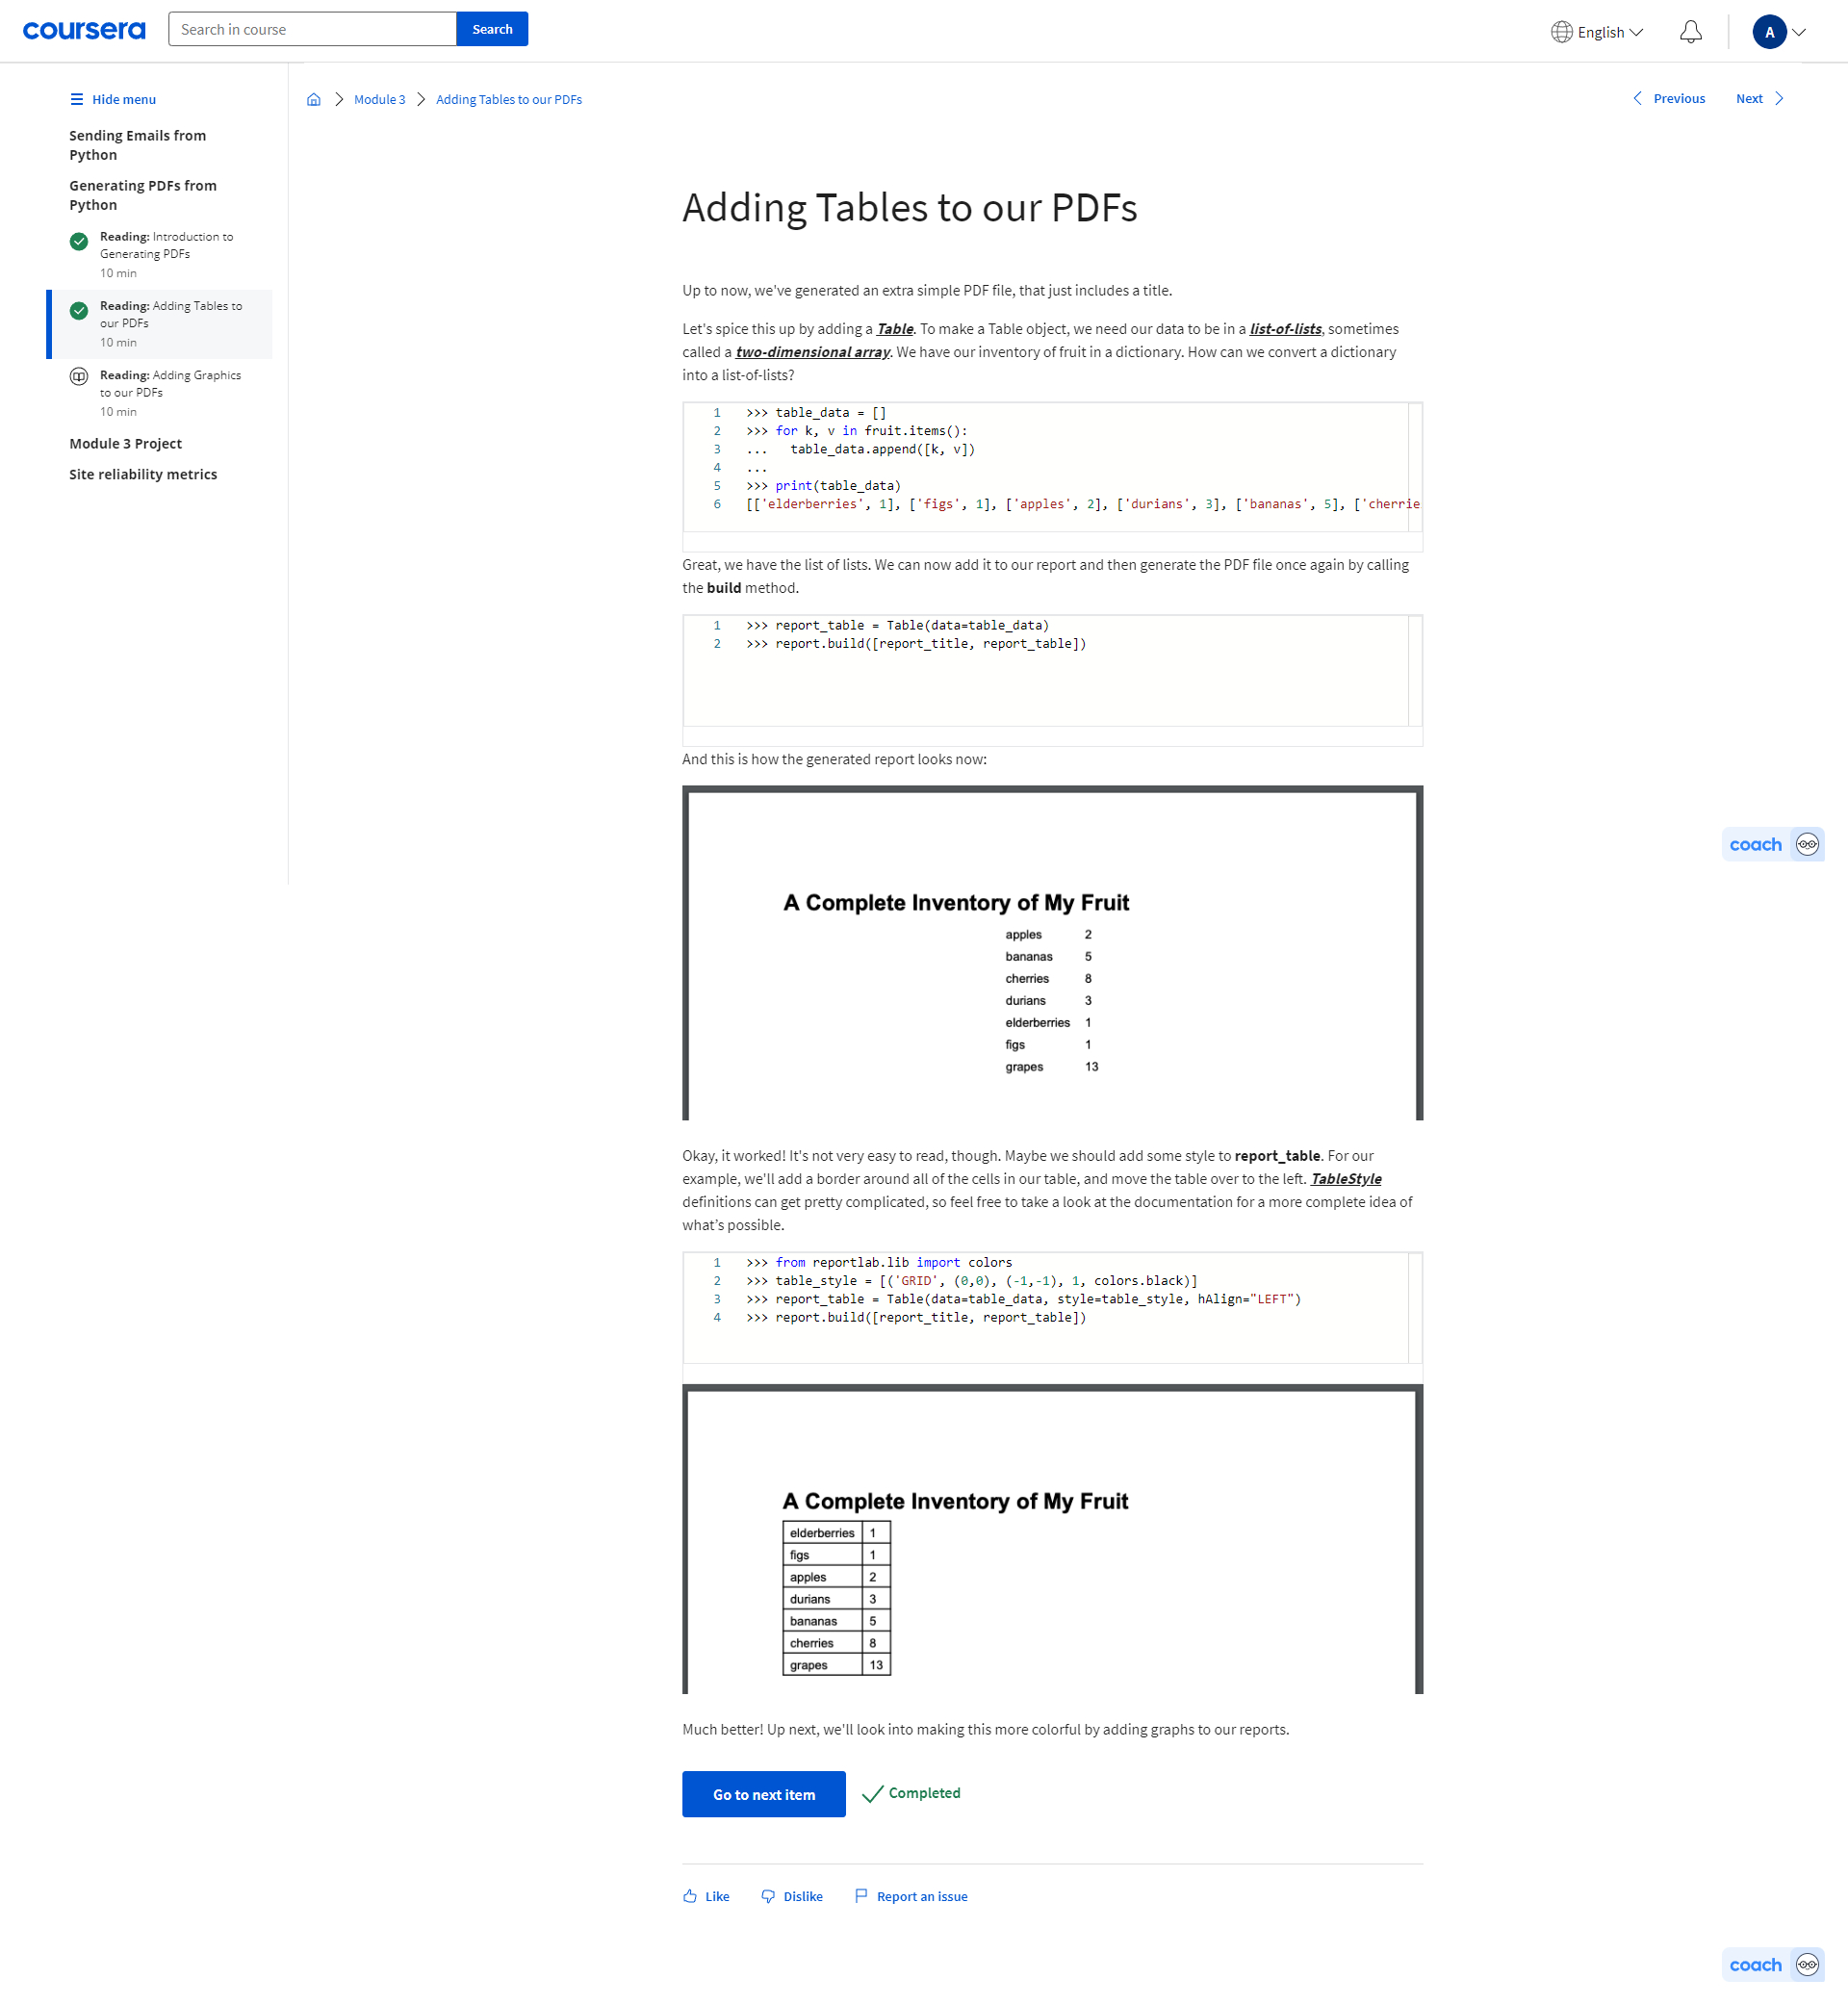 coursera
Search in course
Search
English
A
Hide menu
Sending Emails from
Python
Generating PDFs from
Python
Reading: Introduction to
Generating PDFs
10 min
Reading: Adding Tables to
our PDFs
10 min
Reading: Adding Graphics
to our PDFs
10 min
Module 3 Project
Site reliability metrics
Module 3
Adding Tables to our PDFs
Previous
Next
Adding Tables to our PDFs
Up to now, we've generated an extra simple PDF file, that just includes a title.
Let's spice this up by adding a Table. To make a Table object, we need our data to be in a list-of-lists, sometimes
called a two-dimensional array. We have our inventory of fruit in a dictionary. How can we convert a dictionary
into a list-of-lists?
1 >>> table_data = []
2 >>> for k, v in fruit.items():
3 ...   table_data.append([k, v])
4 ...
5 >>> print(table_data)
6 [['elderberries', 1], ['figs', 1], ['apples', 2], ['durians', 3], ['bananas', 5], ['cherrie
Great, we have the list of lists. We can now add it to our report and then generate the PDF file once again by calling
the build method.
1 >>> report_table = Table(data=table_data)
2 >>> report.build([report_title, report_table])
And this is how the generated report looks now:
A Complete Inventory of My Fruit
apples 2
bananas 5
cherries 8
durians 3
elderberries 1
figs 1
grapes 13
coach
Okay, it worked! It's not very easy to read, though. Maybe we should add some style to report_table. For our
example, we'll add a border around all of the cells in our table, and move the table over to the left. TableStyle
definitions can get pretty complicated, so feel free to take a look at the documentation for a more complete idea of
what’s possible.
1 >>> from reportlab.lib import colors
2 >>> table_style = [('GRID', (0,0), (-1,-1), 1, colors.black)]
3 >>> report_table = Table(data=table_data, style=table_style, hAlign="LEFT")
4 >>> report.build([report_title, report_table])
A Complete Inventory of My Fruit
elderberries 1
figs 1
apples 2
durians 3
bananas 5
cherries 8
grapes 13
Much better! Up next, we'll look into making this more colorful by adding graphs to our reports.
Go to next item
Completed
Like
Dislike
Report an issue
coach